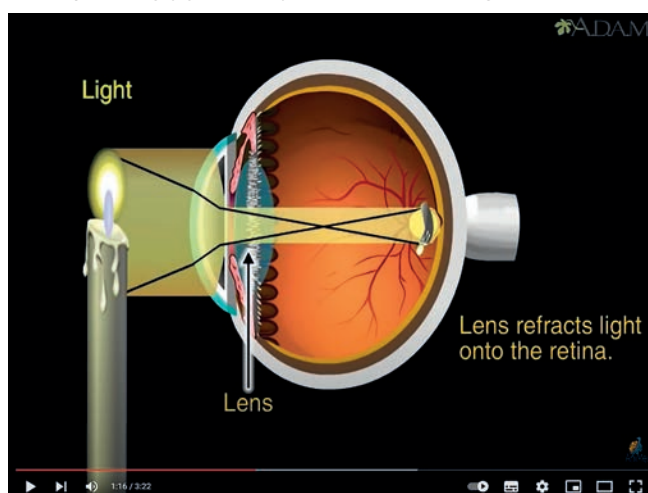 ADAM
Light
Lens refracts light
onto the retina.
Lens
1:16 / 3:22